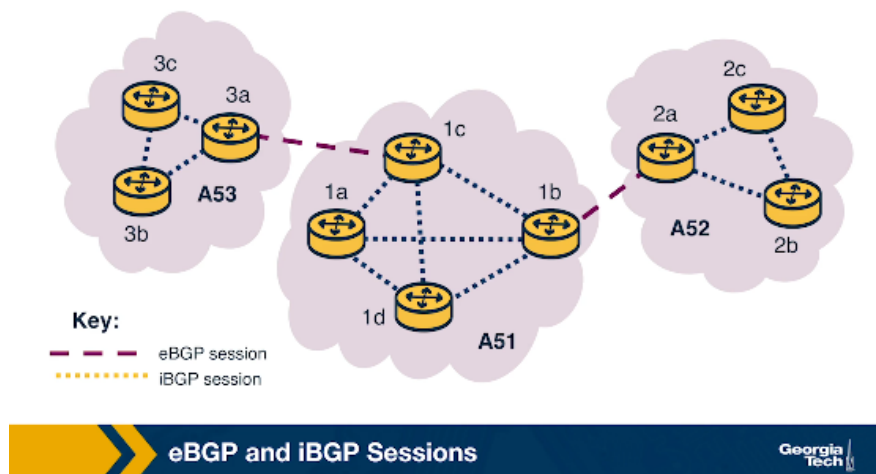 3c
3a
3b
A53
1c
1a
1b
1d
A51
2c
2a
2b
A52
Key:
eBGP session
iBGP session
eBGP and iBGP Sessions
Georgia
Tech